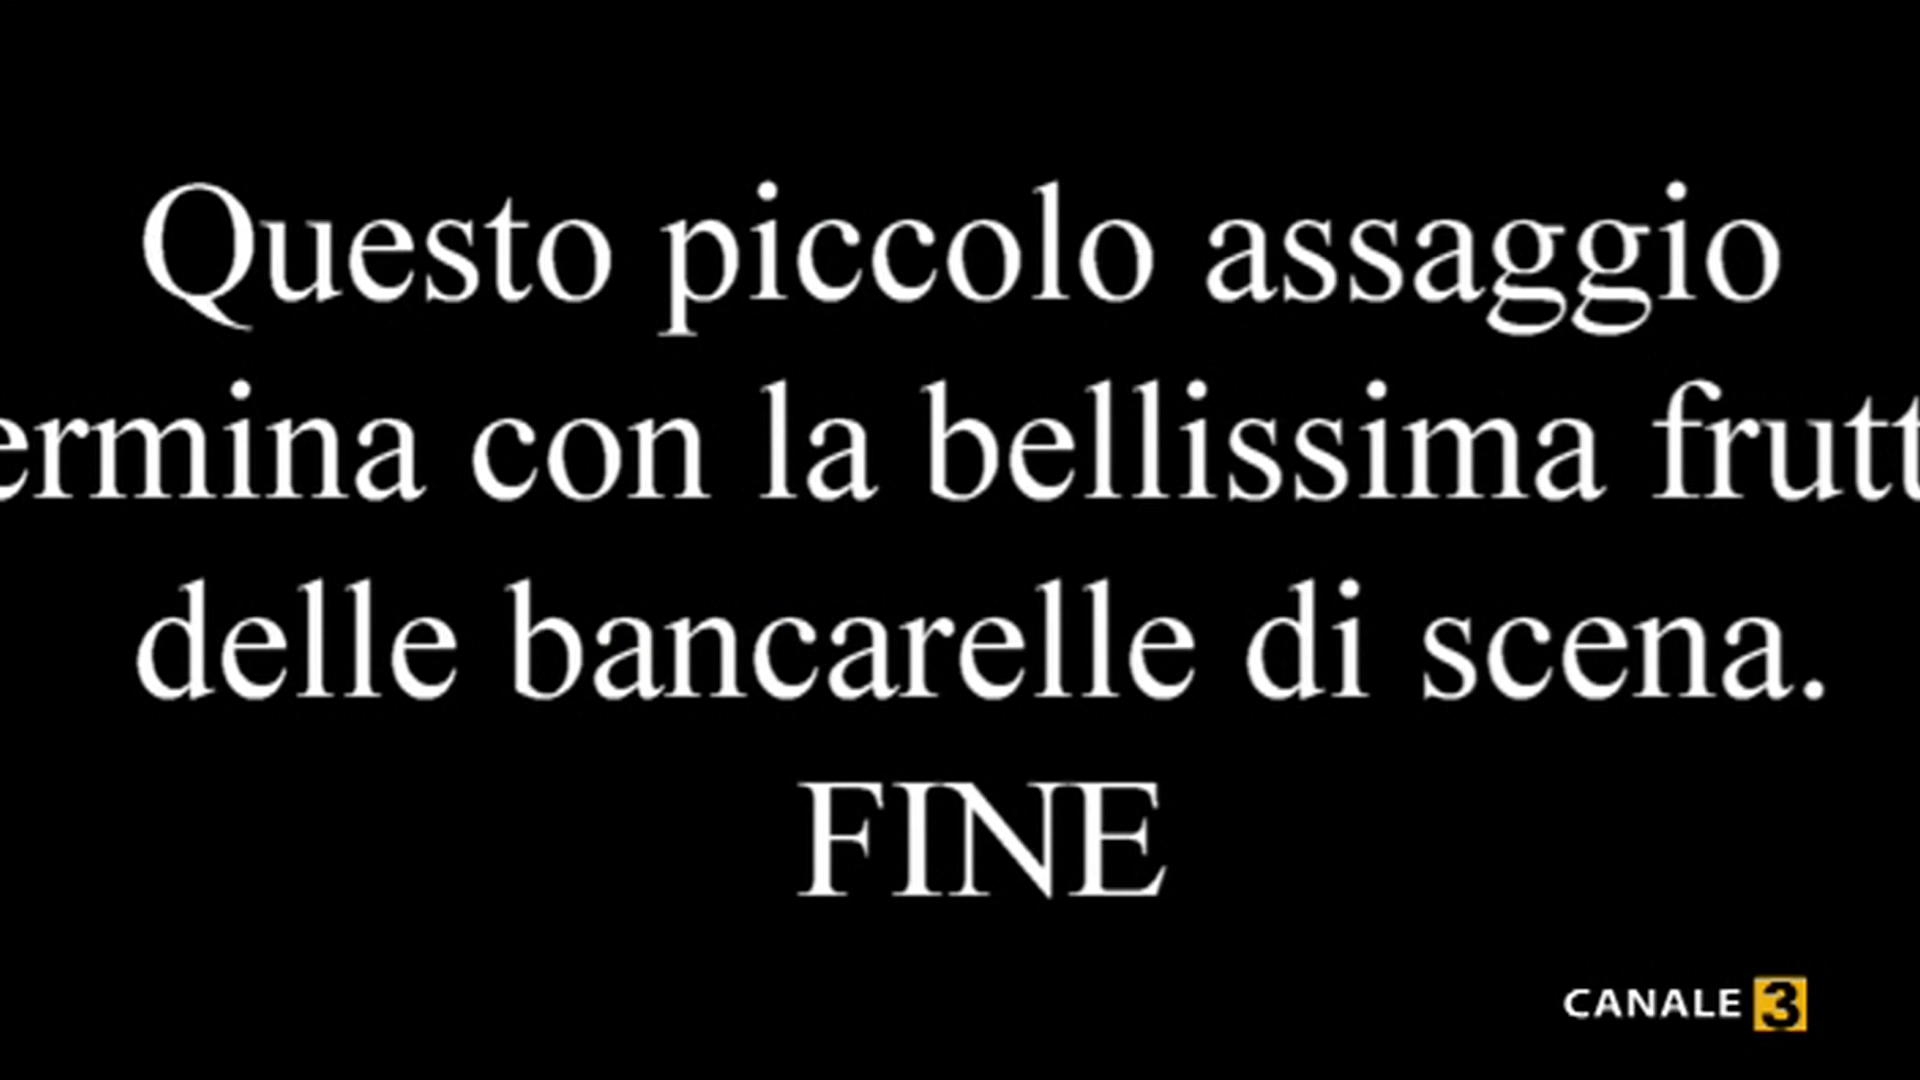 Questo piccolo assaggio
ermina con la bellissima frutt
delle bancarelle di scena.
FINE
CANALE 3